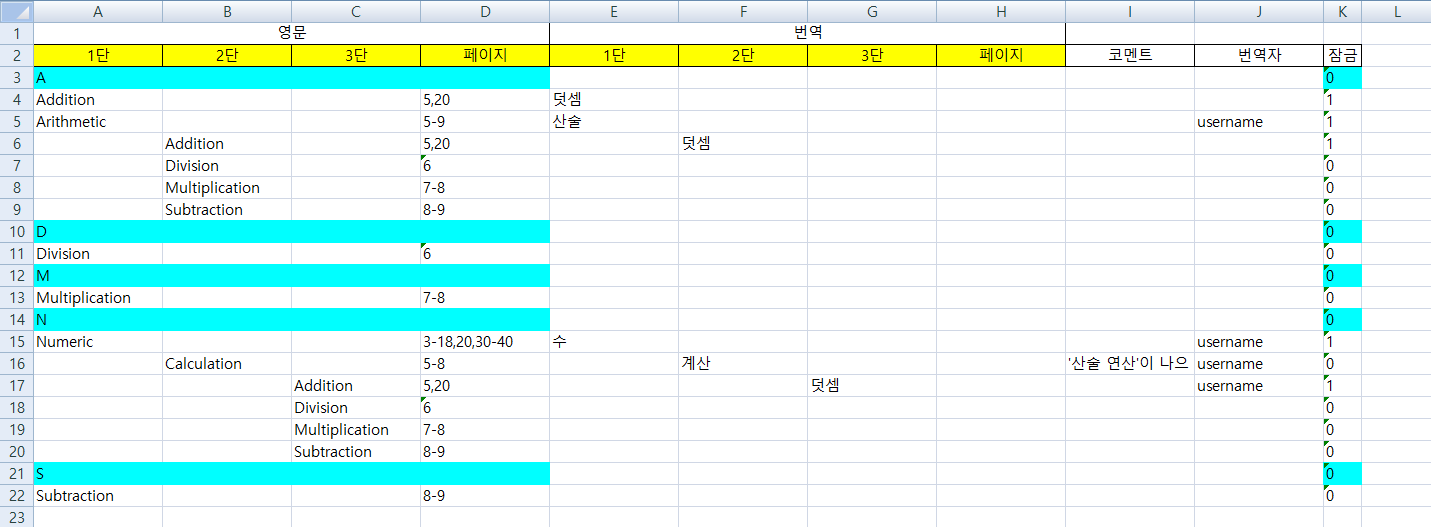 A B C D E F G H I J K L
1 영문 번역
2 1단 2단 3단 페이지 1단 2단 3단 페이지 코멘트 번역자 잠금
3 A 0
4 Addition 5,20 덧셈 1
5 Arithmetic 5-9 산술 username 1
6 Addition 5,20 덧셈 1
7 Division 6 0
8 Multiplication 7-8 0
9 Subtraction 8-9 0
10 D 0
11 Division 6 0
12 M 0
13 Multiplication 7-8 0
14 N 0
15 Numeric 3-18,20,30-40 수 username 1
16 Calculation 5-8 계산 '산술 연산'이 나으 username 0
17 Addition 5,20 덧셈 username 1
18 Division 6 0
19 Multiplication 7-8 0
20 Subtraction 8-9 0
21 S 0
22 Subtraction 8-9 0
23